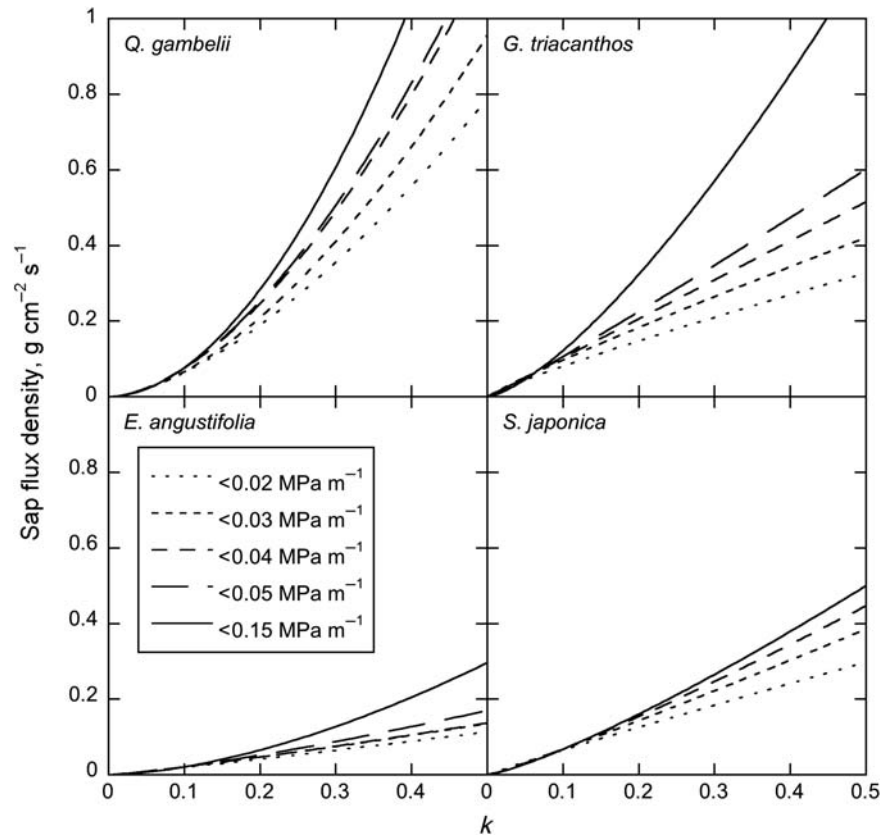 Q. gambelii
G. triacanthos
1
0.8
0.6
0.4
0.2
0
E. angustifolia
S. japonica
<0.02 MPa m⁻¹
<0.03 MPa m⁻¹
<0.04 MPa m⁻¹
<0.05 MPa m⁻¹
<0.15 MPa m⁻¹
0.8
0.6
0.4
0.2
0
0 0.1 0.2 0.3 0.4 0 0.1 0.2 0.3 0.4 0.5
Sap flux density, g cm⁻² s⁻¹
k